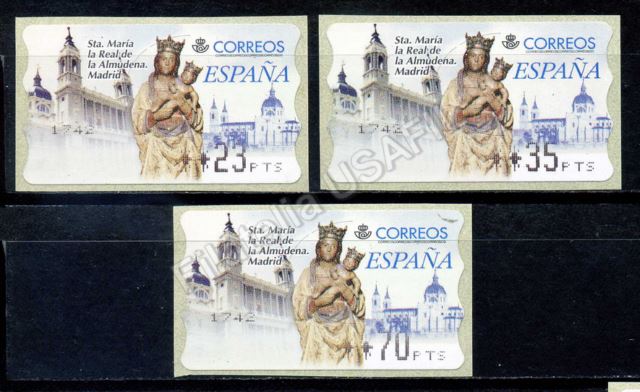 Sta. María
la Real de
la Almudena.
Madrid
CORREOS
ESPAÑA
1742
**23 PTS
Sta. María
la Real de
la Almudena.
Madrid
CORREOS
ESPAÑA
1742
**35 PTS
Sta. María
la Real de
la Almudena.
Madrid
CORREOS
ESPAÑA
1742
**70 PTS
Filatelia USAFI